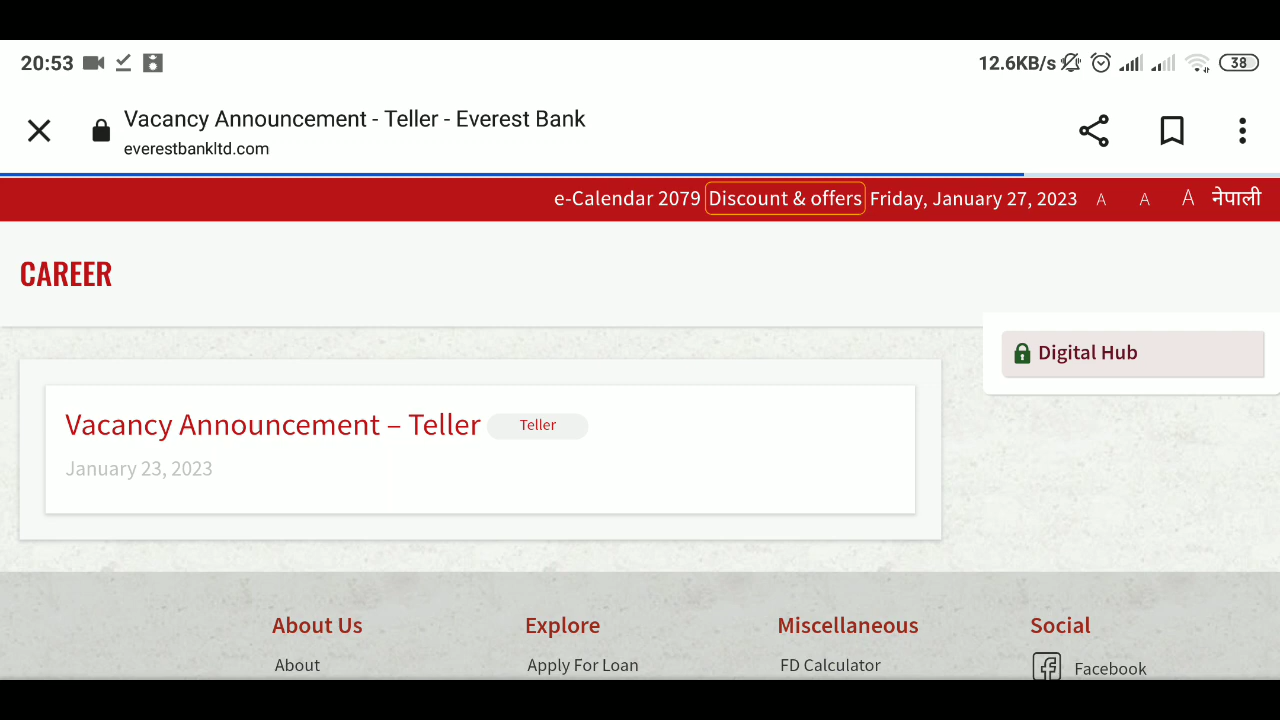 20:53
12.6KB/s
38
Vacancy Announcement - Teller - Everest Bank
everestbankltd.com
e-Calendar 2079 Discount & offers Friday, January 27, 2023 A A A नेपाली
CAREER
Digital Hub
Vacancy Announcement – Teller Teller
January 23, 2023
About Us Explore Miscellaneous Social
About Apply For Loan FD Calculator Facebook